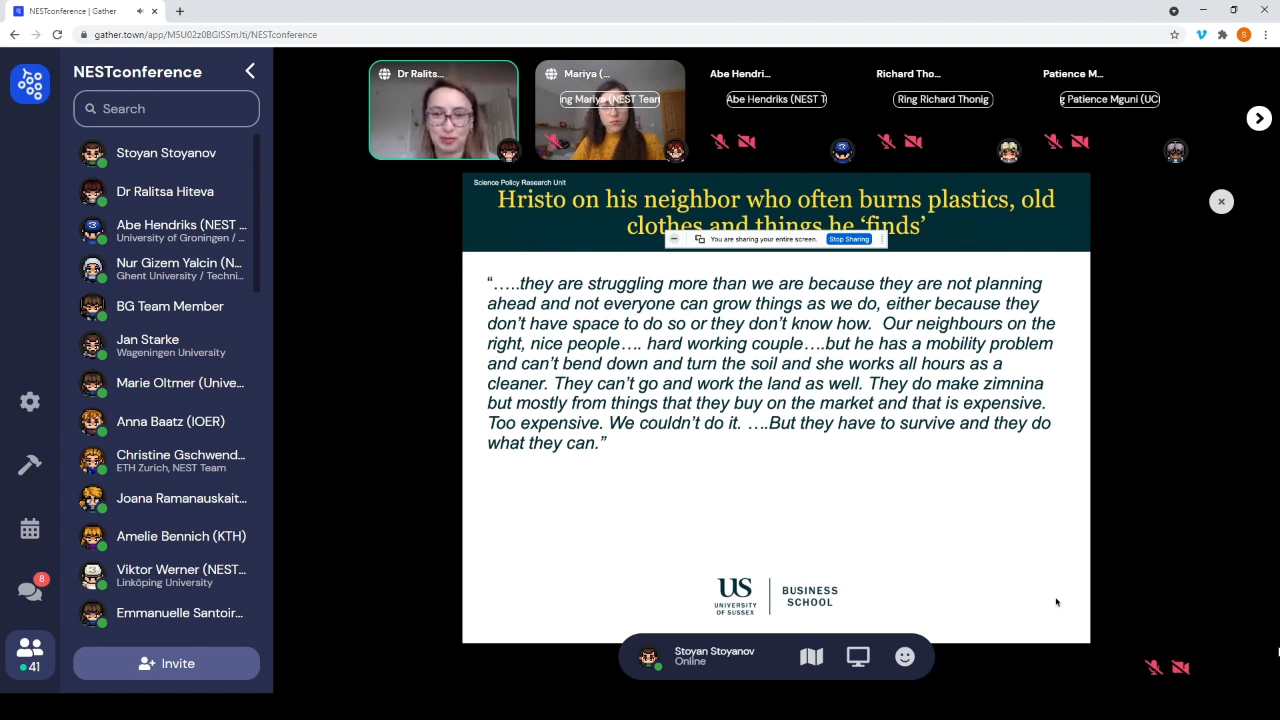 NESTconference | Gather
gather.town/app/M5U02z0BGlSSmJti/NESTconference
S
NESTconference
Search
Stoyan Stoyanov
Dr Ralitsa Hiteva
Abe Hendriks (NEST ...
University of Groningen / ...
Nur Gizem Yalcin (N...
Ghent University / Techni...
BG Team Member
Jan Starke
Wageningen University
Marie Oltmer (Unive...
Anna Baatz (IOER)
Christine Gschwend...
ETH Zurich, NEST Team
Joana Ramanauskait...
Amelie Bennich (KTH)
Viktor Werner (NEST...
Linköping University
Emmanuelle Santoir...
8
41
Invite
Dr Ralits...
Mariya (...
ng Mariya (NEST Tean
Abe Hendri...
Abe Hendriks (NEST T
Richard Tho...
Ring Richard Thonig
Patience M...
g Patience Mguni (UC
Science Policy Research Unit
Hristo on his neighbor who often burns plastics, old
clothes and things he ‘finds’
You are sharing your entire screen.
Stop Sharing
“…..they are struggling more than we are because they are not planning
ahead and not everyone can grow things as we do, either because they
don’t have space to do so or they don’t know how. Our neighbours on the
right, nice people…. hard working couple….but he has a mobility problem
and can’t bend down and turn the soil and she works all hours as a
cleaner. They can’t go and work the land as well. They do make zimnina
but mostly from things that they buy on the market and that is expensive.
Too expensive. We couldn’t do it. ….But they have to survive and they do
what they can.”
US
UNIVERSITY
OF SUSSEX
BUSINESS
SCHOOL
Stoyan Stoyanov
Online